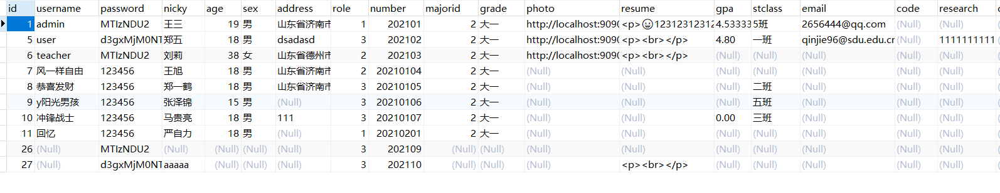 id username password nicky age sex address role number majorid grade photo resume gpa stclass email code research
1 admin MTIzNDU2 王三 19 男 山东省济南市 1 202101 2 大一 http://localhost:9090 <p>😀12312312312 4.53333 5班 2656444@qq.com (Null) (Null)
5 user d3gxMjM0NT 郑五 18 男 dsadasd 3 202102 2 大一 http://localhost:9090 <p><br></p> 4.80 一班 qinjie96@sdu.edu.cn (Null) 1111111111
6 teacher MTIzNDU2 刘莉 38 女 山东省德州市 2 202103 2 大一 http://localhost:9090 <p><br></p> (Null) (Null) (Null) (Null) (Null)
7 风一样自由 123456 王旭 18 男 山东省济南市 2 20210104 2 大一 (Null) (Null) (Null) (Null) (Null) (Null) (Null)
8 恭喜发财 123456 郑一鹤 18 男 山东省济南市 3 20210105 2 大一 (Null) (Null) (Null) 二班 (Null) (Null) (Null)
9 y阳光男孩 123456 张泽锦 15 男 (Null) 3 20210106 2 大一 (Null) (Null) (Null) 五班 (Null) (Null) (Null)
10 冲锋战士 123456 马贵亮 18 男 111 3 20210107 2 大一 (Null) (Null) 0.00 三班 (Null) (Null) (Null)
11 回忆 123456 严自力 18 男 (Null) 1 20210201 2 大一 (Null) (Null) (Null) (Null) (Null) (Null) (Null)
26 (Null) MTIzNDU2 (Null) (Null) (Null) (Null) 3 202109 (Null) (Null) (Null) (Null) (Null) (Null) (Null) (Null) (Null)
27 (Null) d3gxMjM0NT aaaaa (Null) (Null) (Null) 3 202110 (Null) (Null) (Null) <p><br></p> (Null) (Null) (Null) (Null) (Null)